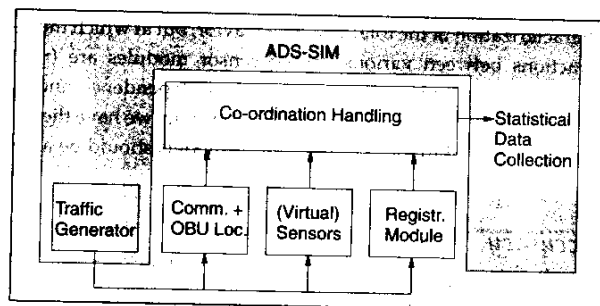 ADS-SIM
Co-ordination Handling
Statistical
Data
Collection
Traffic
Generator
Comm. +
OBU Loc.
(Virtual)
Sensors
Registr.
Module